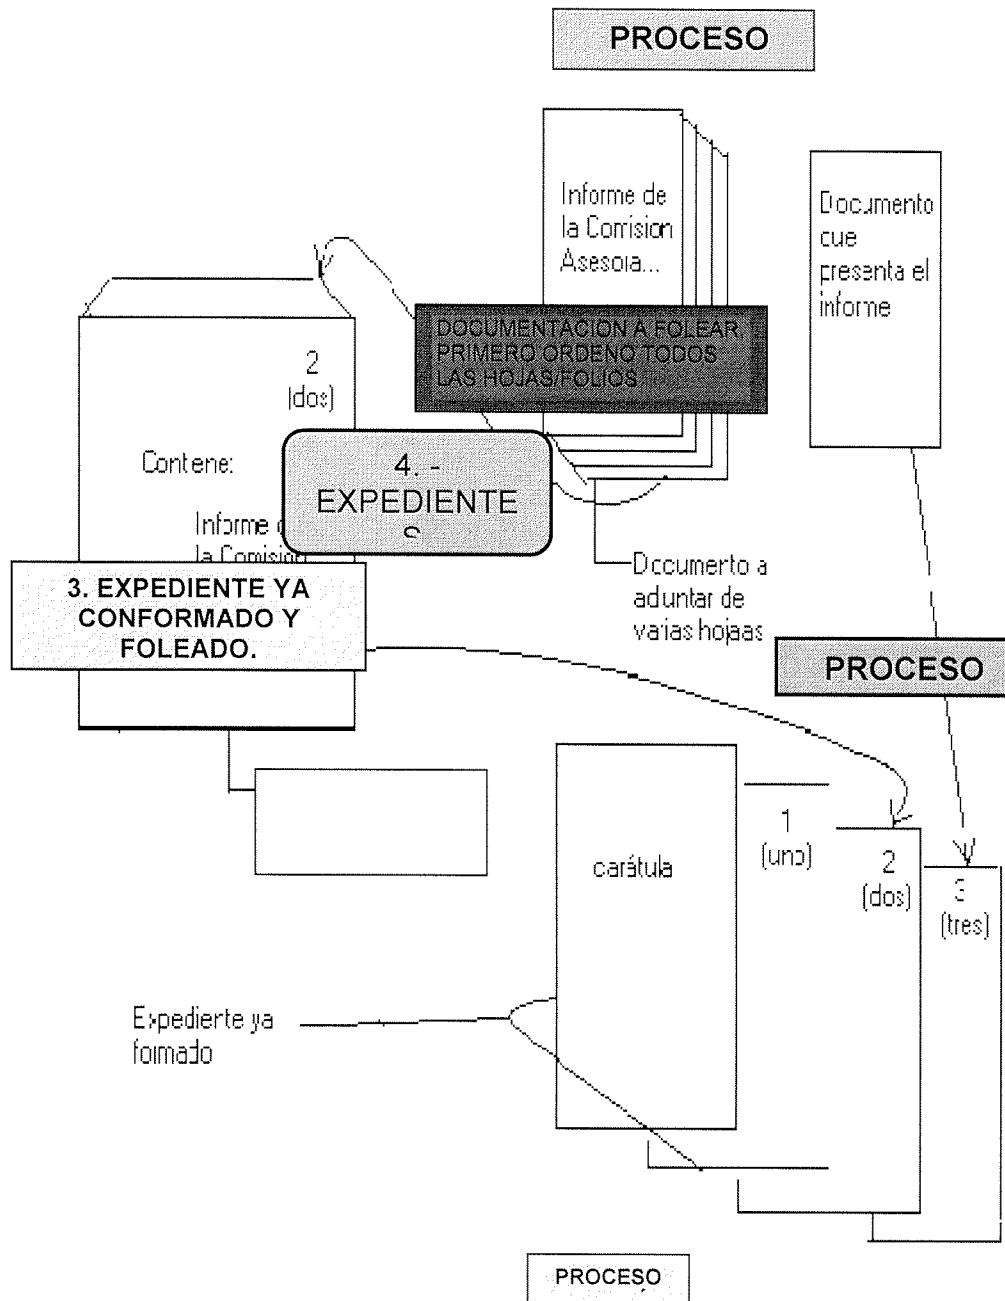 PROCESO
Informe de
la Comision
Asesora...
Documento
que
presenta el
informe
DOCUMENTACION A FOLEAR
PRIMERO ORDENO TODOS
LAS HOJAS/FOLIOS
2
(dos)
Contene:
4. -
EXPEDIENTE
S
Informe
la Comision
3. EXPEDIENTE YA
CONFORMADO Y
FOLEADO.
Documento a
aduntar de
varias hojaas
PROCESO
carátula
1
(uno)
2
(dos)
3
(tres)
Expediente ya
formado
PROCESO